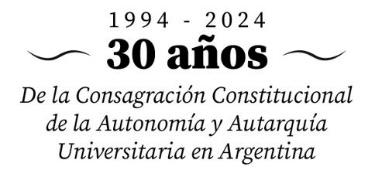 1994 - 2024
30 años
De la Consagración Constitucional
de la Autonomía y Autarquía
Universitaria en Argentina